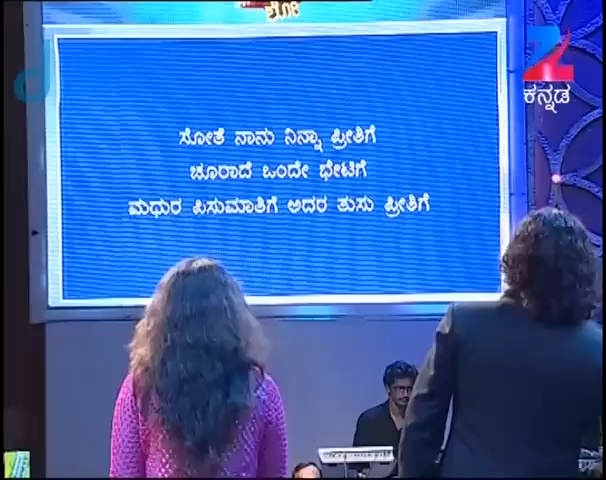 ಶೋ
ಕನ್ನಡ
ಸೋತೆ ನಾನು ನಿನ್ನಾ ಪ್ರೀತಿಗೆ
ಚೂರಾದೆ ಒಂದೇ ಭೇಟಿಗೆ
ಮಧುರ ಪಿಸುಮಾತಿಗೆ ಅದರ ತುಸು ಪ್ರೀತಿಗೆ